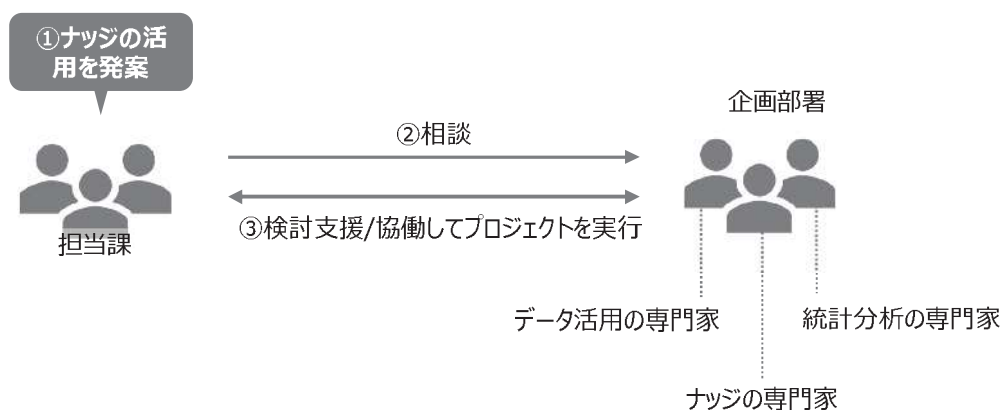 ①ナッジの活
用を発案
企画部署
②相談
③検討支援/協働してプロジェクトを実行
担当課
データ活用の専門家
統計分析の専門家
ナッジの専門家